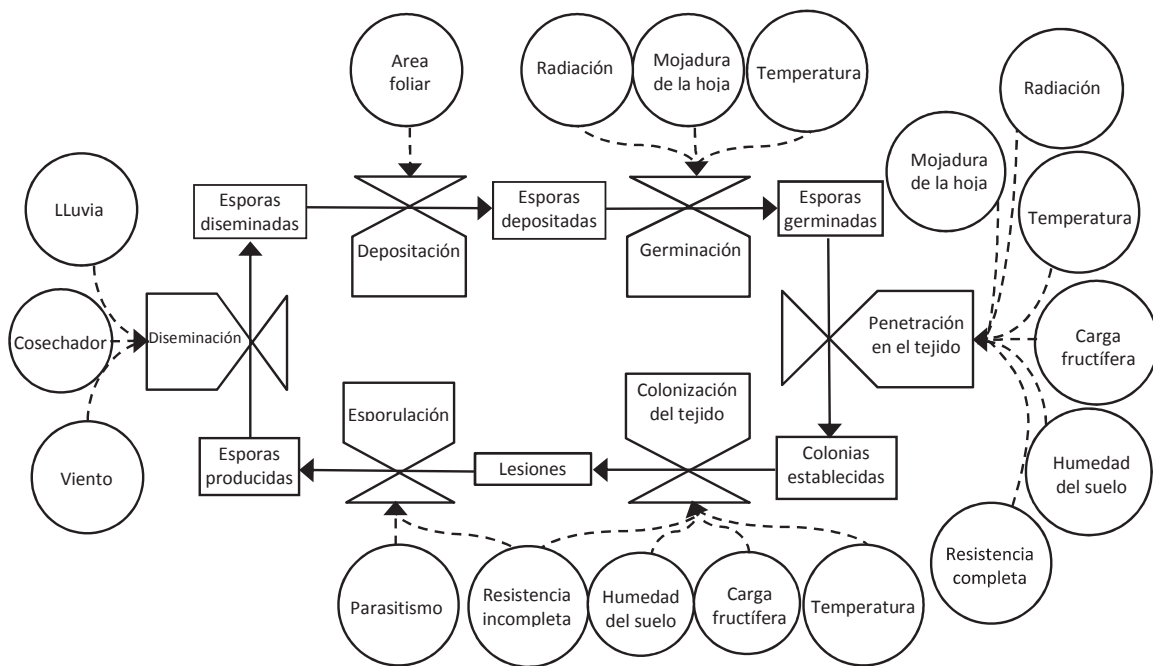 Area
foliar
Radiación
Mojadura
de la hoja
Temperatura
Radiación
Mojadura
de la hoja
Temperatura
LLuvia
Esporas
diseminadas
Esporas
depositadas
Esporas
germinadas
Depositación
Germinación
Cosechador
Diseminación
Penetración
en el tejido
Carga
fructífera
Esporulación
Colonización
del tejido
Viento
Esporas
producidas
Lesiones
Colonias
establecidas
Humedad
del suelo
Resistencia
completa
Parasitismo
Resistencia
incompleta
Humedad
del suelo
Carga
fructífera
Temperatura